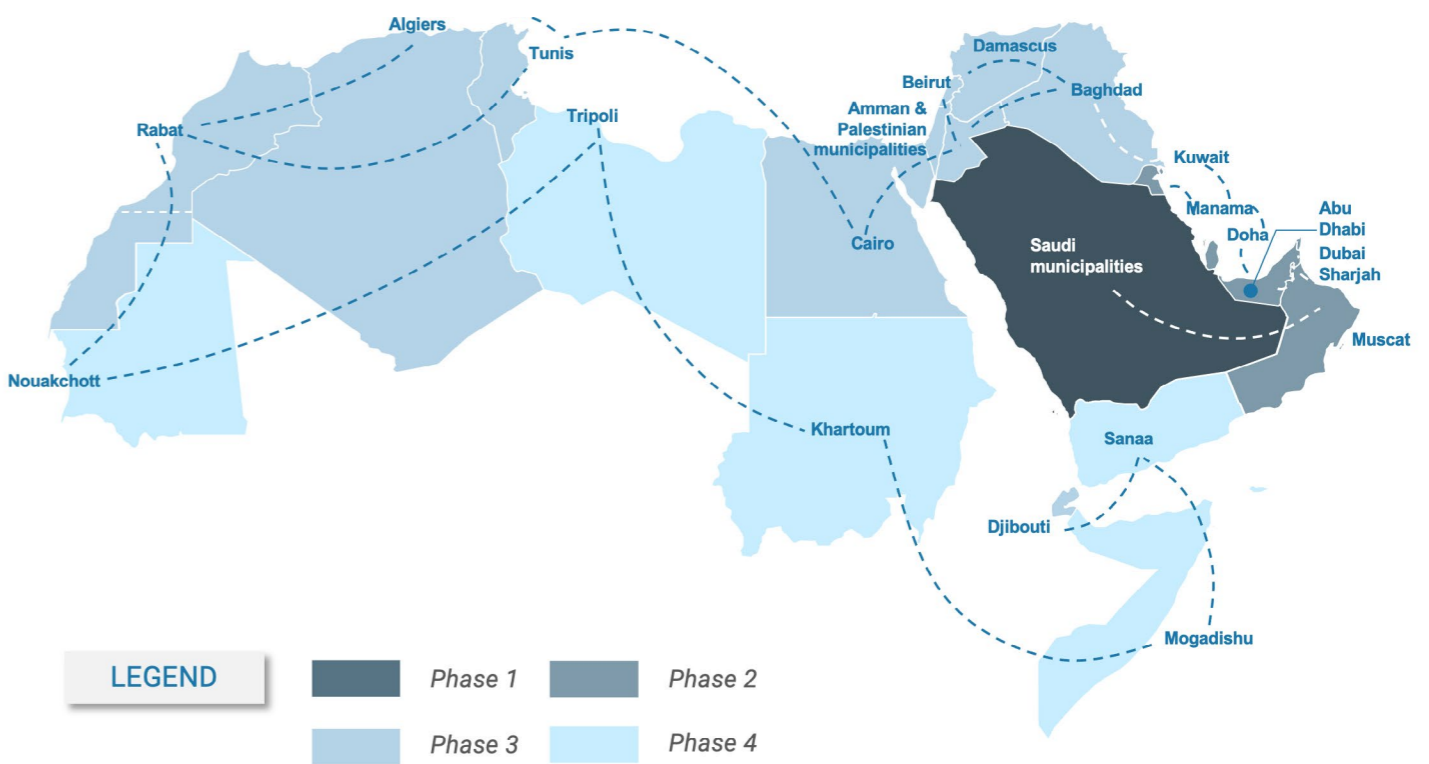 Algiers
Tunis
Damascus
Beirut
Baghdad
Amman &
Palestinian
municipalities
Tripoli
Rabat
Kuwait
Manama
Abu
Dhabi
Doha
Cairo
Saudi
municipalities
Dubai
Sharjah
Muscat
Nouakchott
Khartoum
Sanaa
Djibouti
Mogadishu
LEGEND
Phase 1
Phase 2
Phase 3
Phase 4